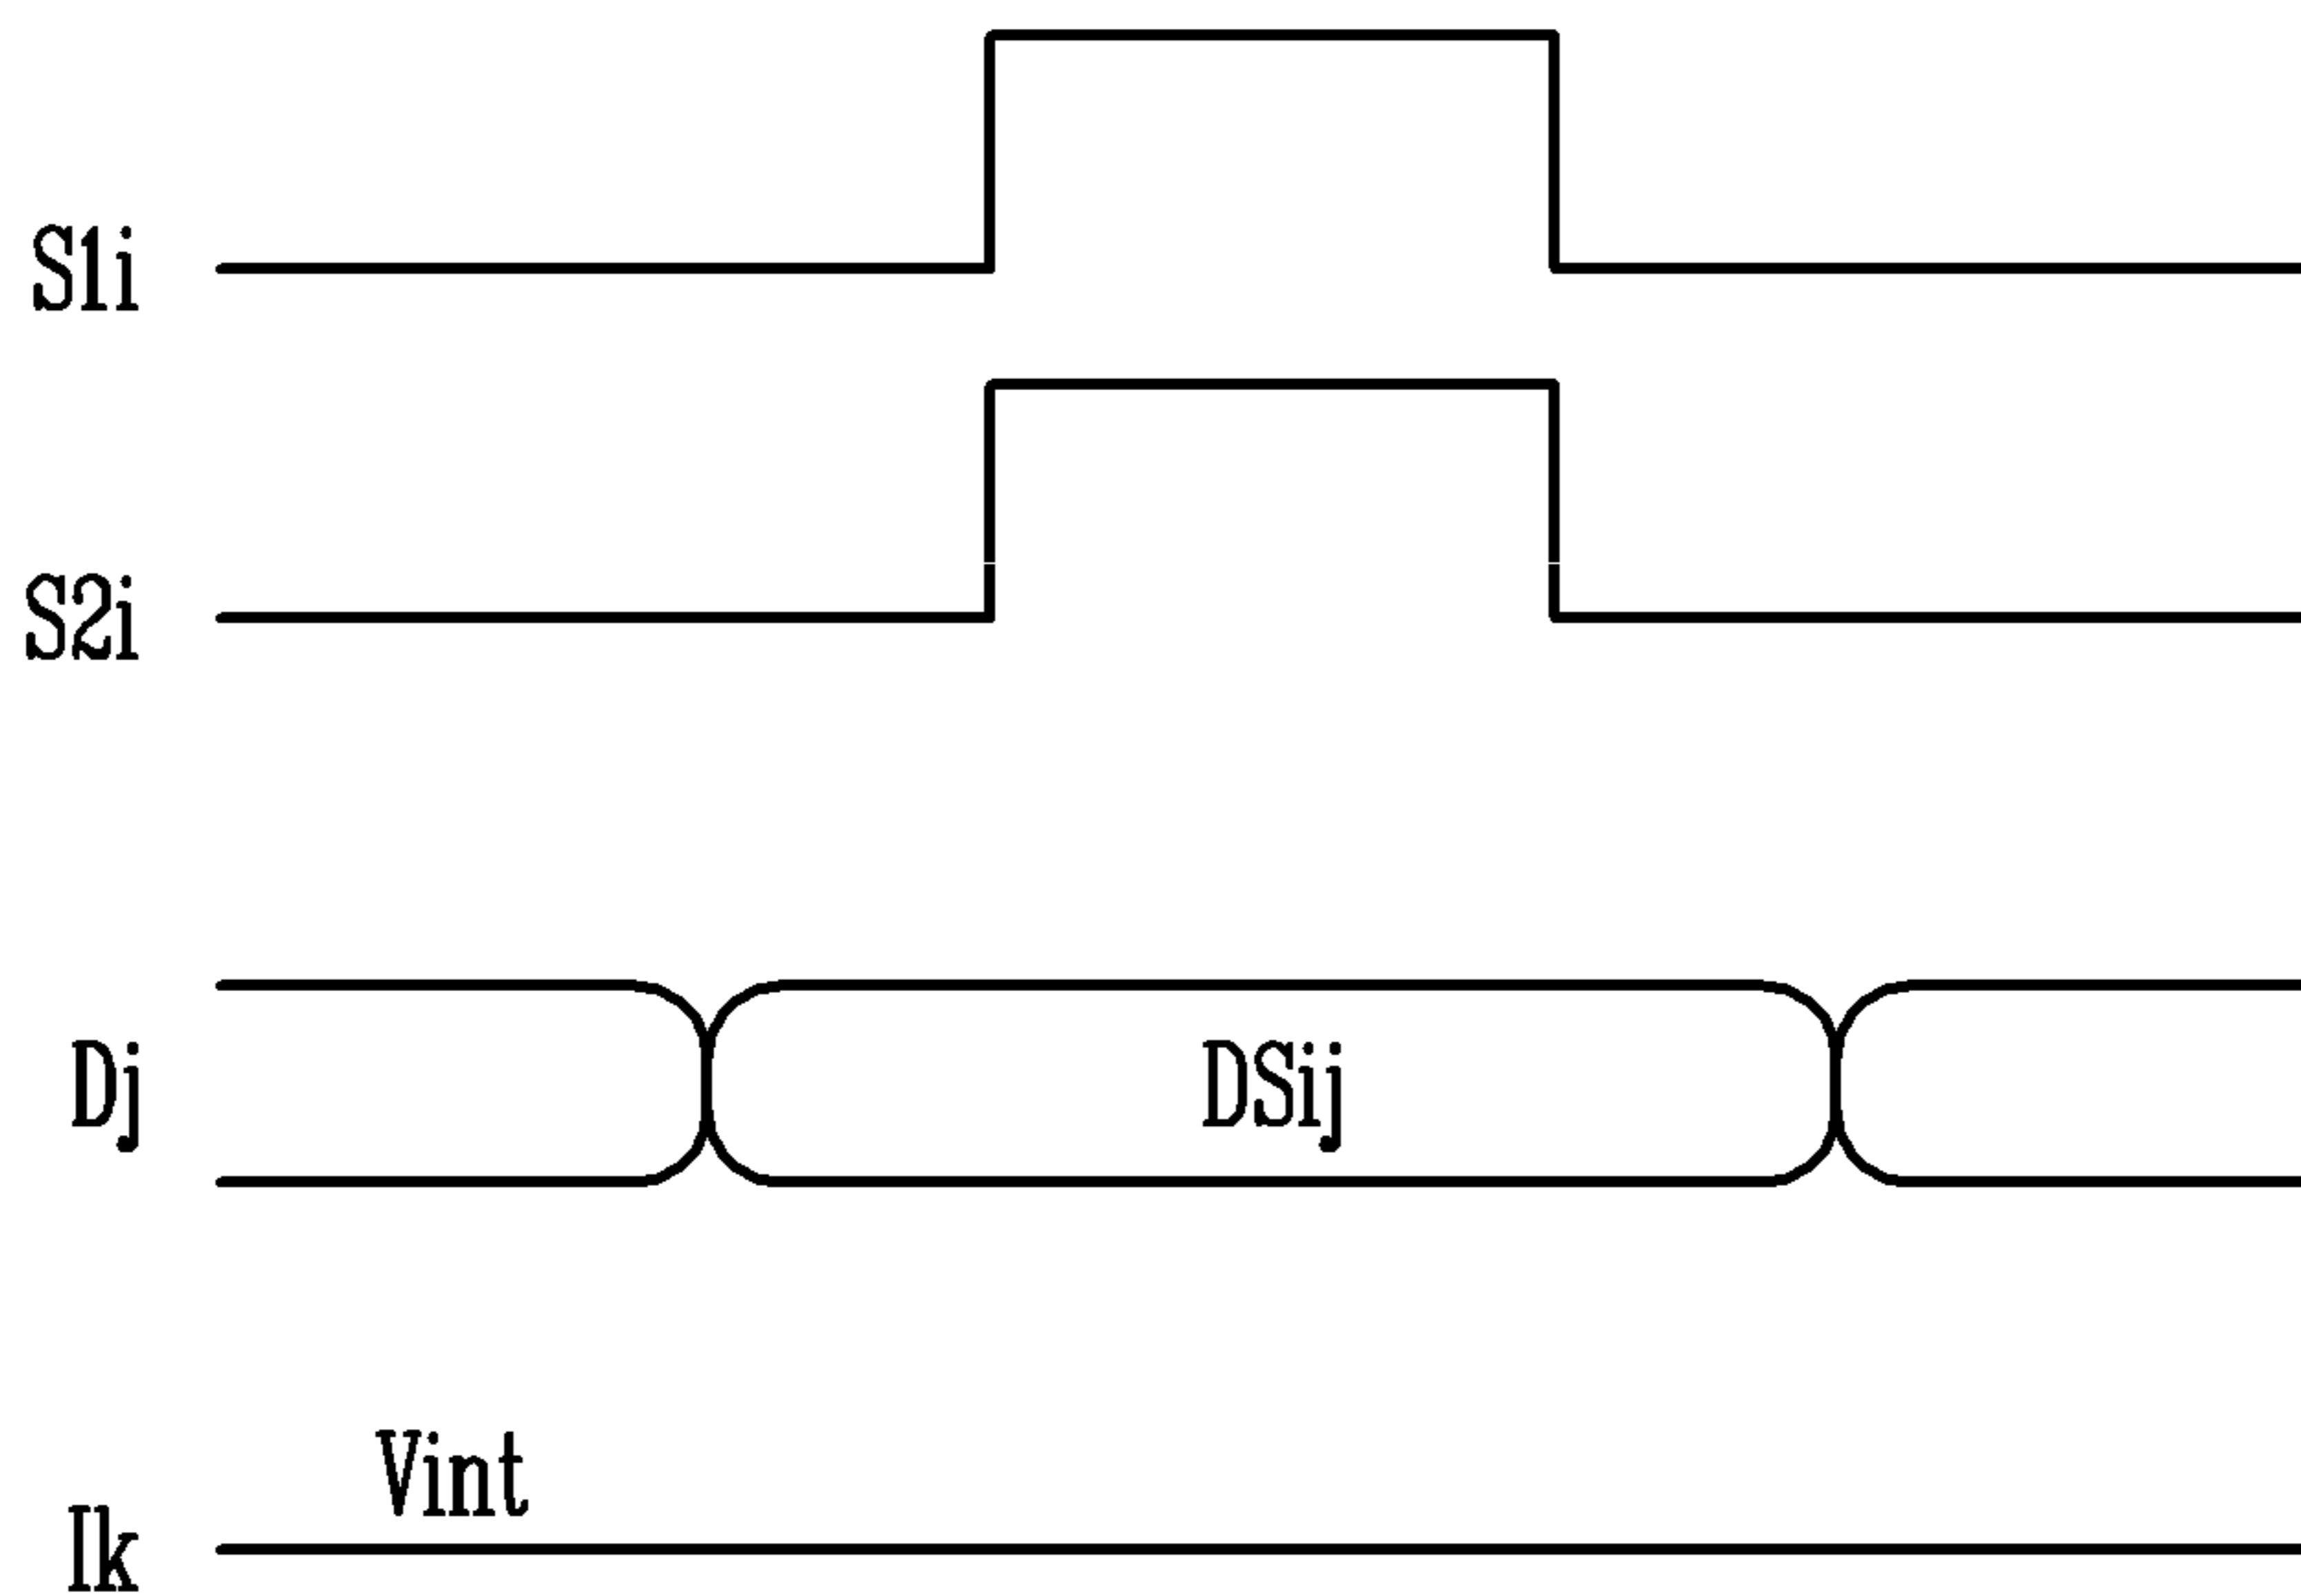 S1i
S2i
Dj
DSij
Vint
Ik